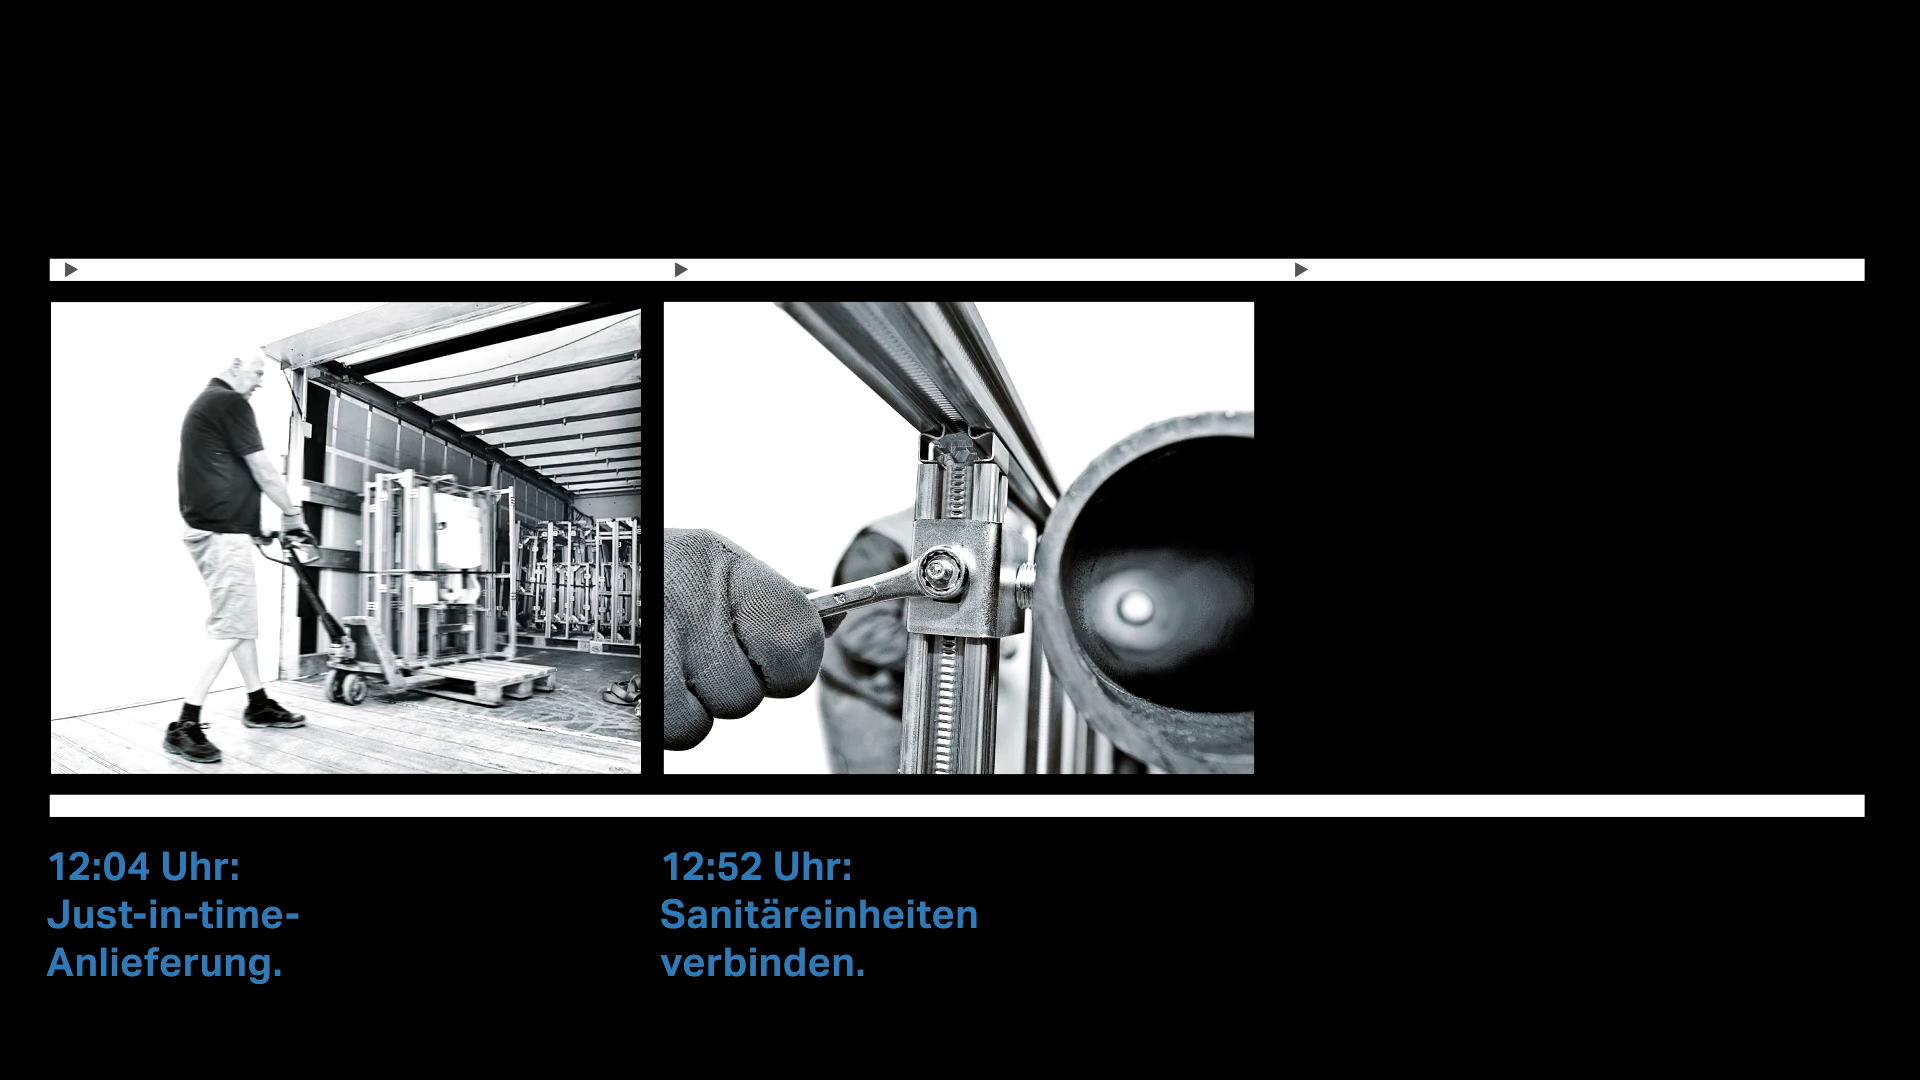 12:04 Uhr:
Just-in-time-
Anlieferung.
12:52 Uhr:
Sanitäreinheiten
verbinden.